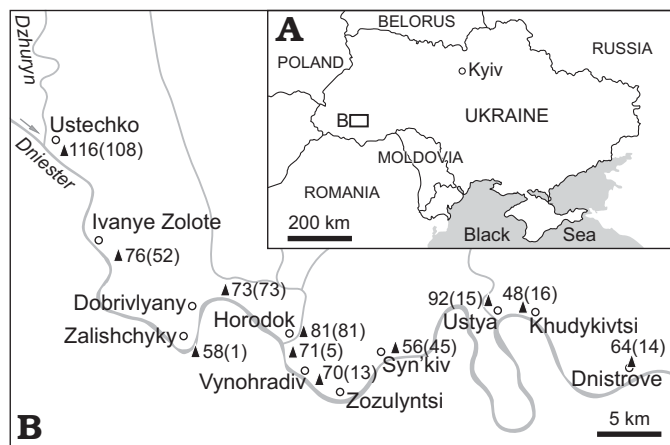 A
BELORUS
POLAND
RUSSIA
Kyiv
B
UKRAINE
MOLDOVIA
ROMANIA
200 km
Black Sea
Dzhuryn
Ustechko
116(108)
Dniester
Ivanye Zolote
76(52)
73(73)
Dobrivlyany
Zalishchyky
58(1)
Horodok
81(81)
71(5)
Vynohradiv
70(13)
Zozulyntsi
56(45)
Syn'kiv
92(15)
Ustya
48(16)
Khudykivtsi
64(14)
Dnistrove
B
5 km